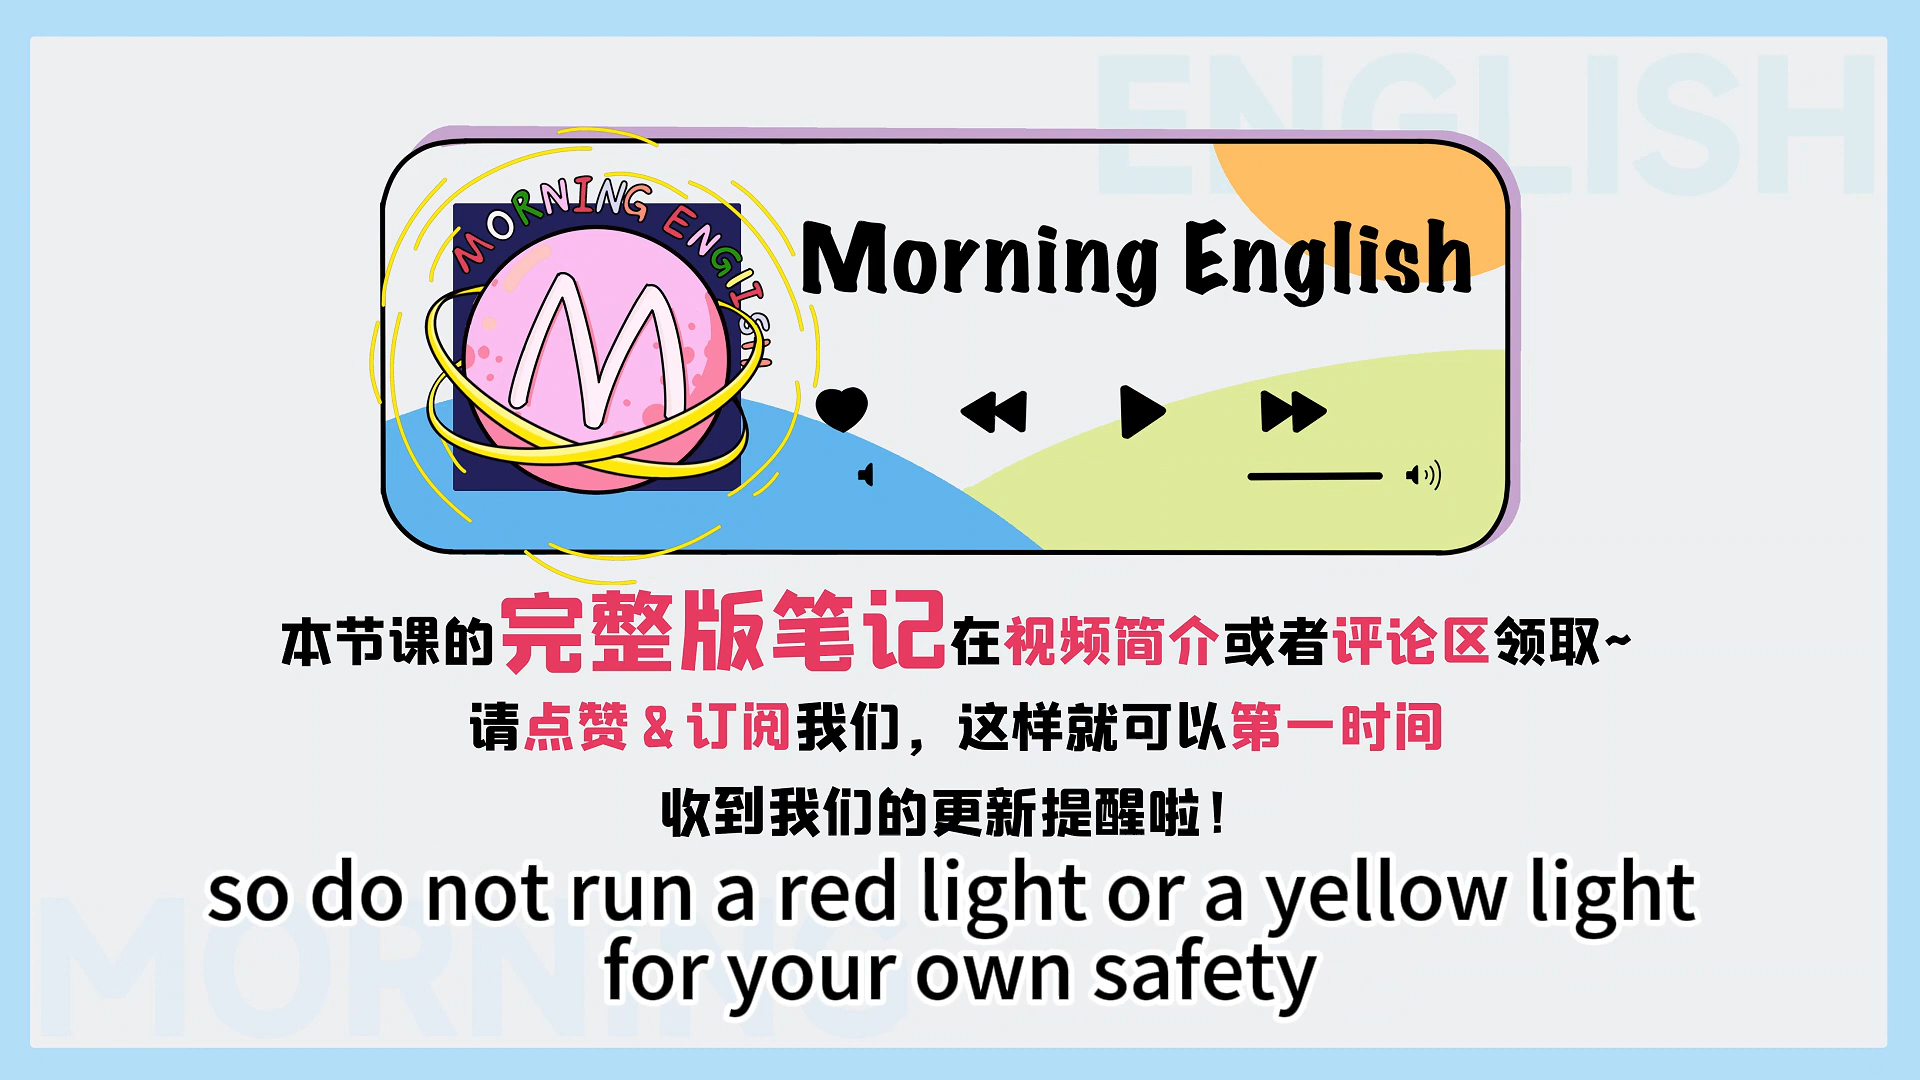 ENGLISH
MORNING ENGLISH
M
Morning English
本节课的完整版笔记在视频简介或者评论区领取~
请点赞&订阅我们，这样就可以第一时间
收到我们的更新提醒啦！
so do not run a red light or a yellow light
for your own safety
MORNING